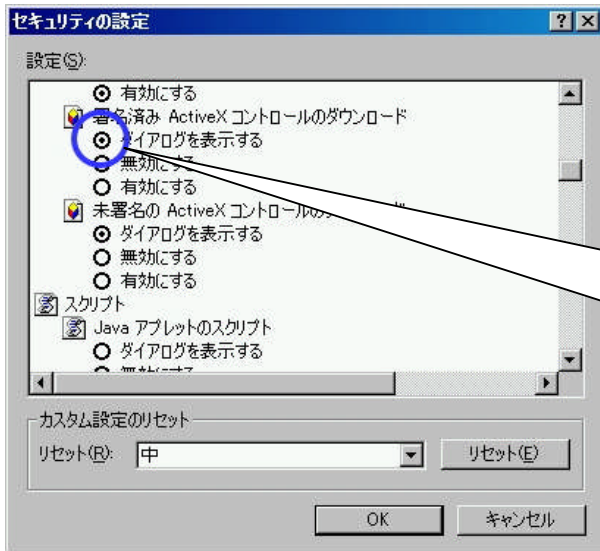 セキュリティの設定
設定(S):
有効にする
署名済み ActiveX コントロールのダウンロード
ダイアログを表示する
無効にする
有効にする
未署名の ActiveX コントロールの
ダイアログを表示する
無効にする
有効にする
スクリプト
Java アプレットのスクリプト
ダイアログを表示する
カスタム設定のリセット
リセット(R):
中
リセット(E)
OK
キャンセル